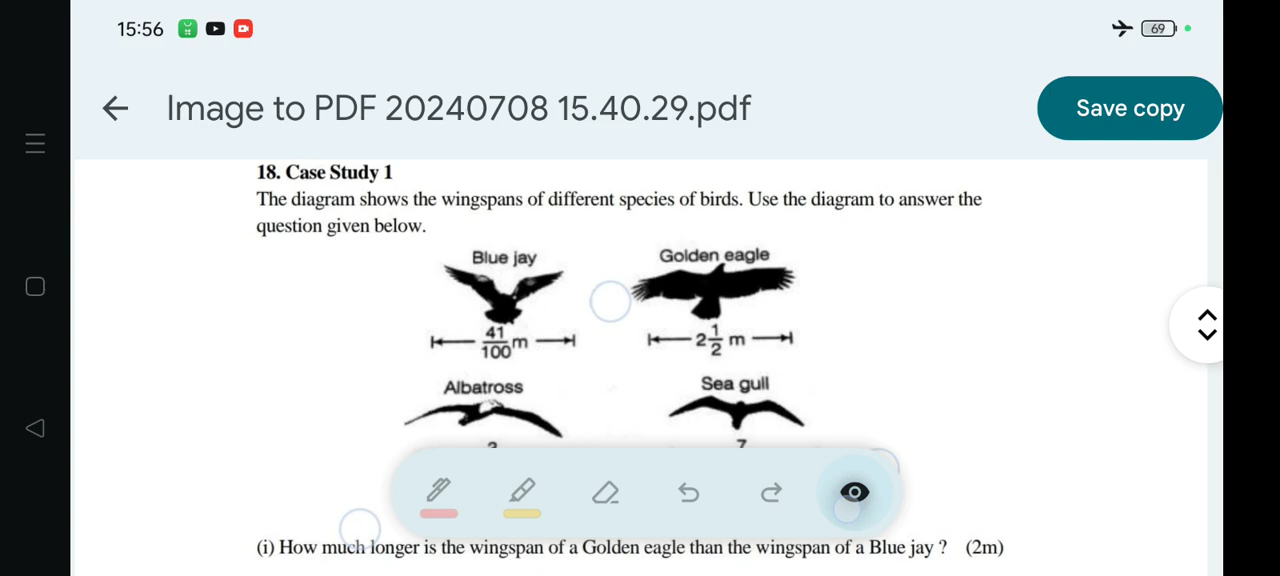 15:56
69
Image to PDF 20240708 15.40.29.pdf
Save copy
18. Case Study 1
The diagram shows the wingspans of different species of birds. Use the diagram to answer the
question given below.
Blue jay
Golden eagle
41/100 m
2 1/2 m
Albatross
Sea gull
7
(i) How much longer is the wingspan of a Golden eagle than the wingspan of a Blue jay ? (2m)